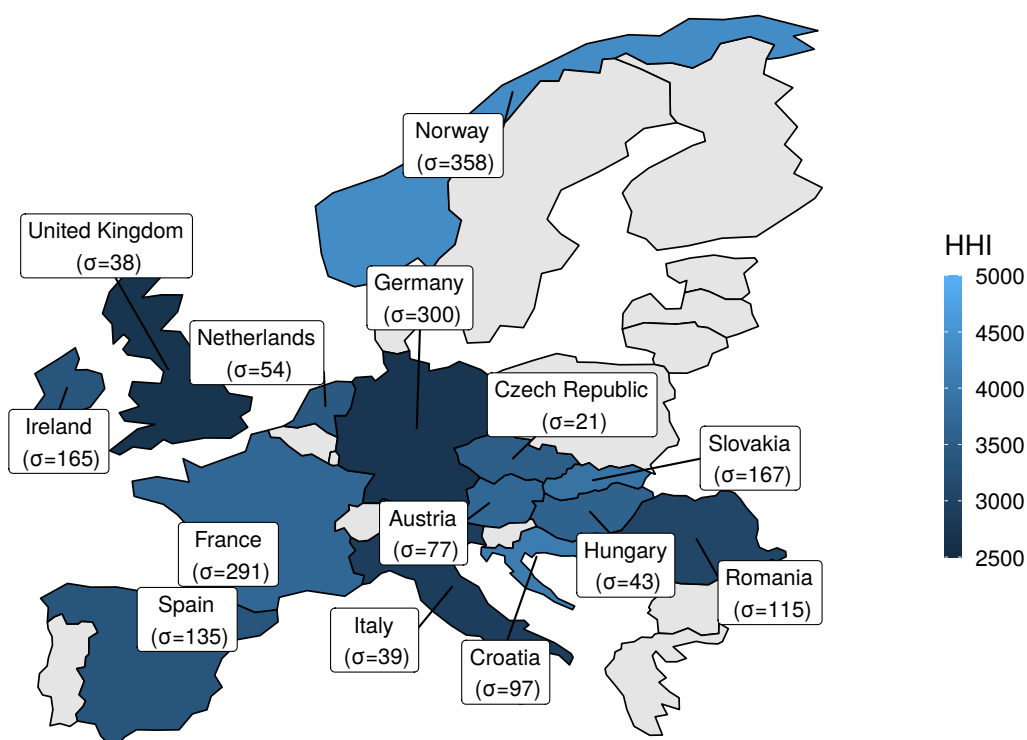 Norway
(σ=358)
United Kingdom
(σ=38)
HHI
Germany
(σ=300)
5000
4500
4000
3500
3000
2500
Netherlands
(σ=54)
Czech Republic
(σ=21)
Ireland
(σ=165)
Slovakia
(σ=167)
Austria
(σ=77)
France
(σ=291)
Hungary
(σ=43)
Romania
(σ=115)
Spain
(σ=135)
Italy
(σ=39)
Croatia
(σ=97)